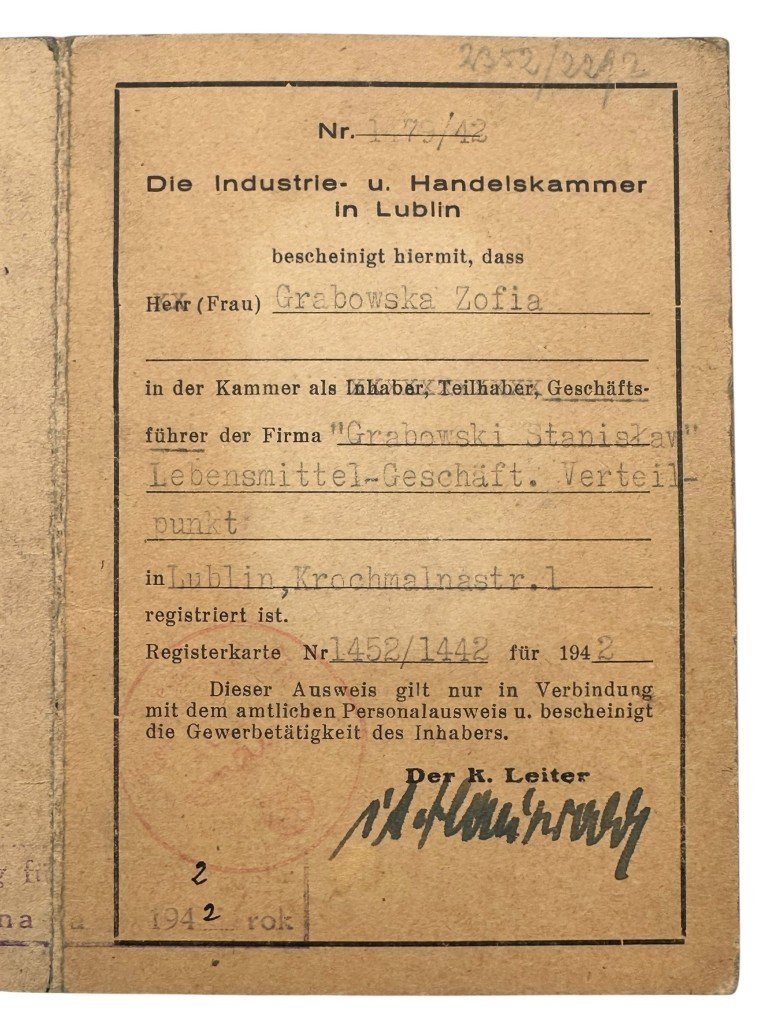 2352/2292
Nr. 1479/42
Die Industrie- u. Handelskammer
in Lublin
bescheinigt hiermit, dass
Herr (Frau) Grabowska Zofia
in der Kammer als Inhaber, Teilhaber, Geschäfts-
führer der Firma "Grabowski Stanisław"
Lebensmittel-Geschäft. Verteil-
punkt
in Lublin, Krochmalnastr.1
registriert ist.
Registerkarte Nr 1452/1442 für 1942
Dieser Ausweis gilt nur in Verbindung
mit dem amtlichen Personalausweis u. bescheinigt
die Gewerbetätigkeit des Inhabers.
Der K. Leiter
2
na a 1942 rok